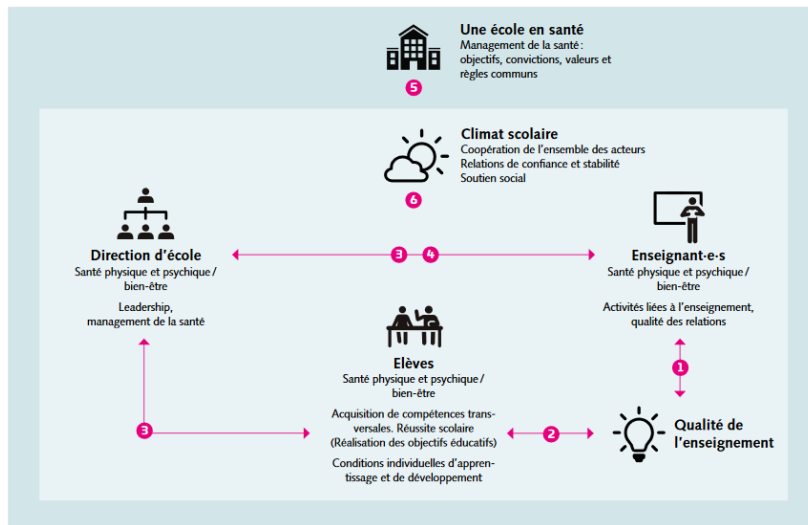 Une école en santé
Management de la santé :
objectifs, convictions, valeurs et
règles communs
5
Climat scolaire
Coopération de l'ensemble des acteurs
Relations de confiance et stabilité
Soutien social
6
Direction d'école
Santé physique et psychique /
bien-être
Leadership,
management de la santé
3 4
Enseignant·e·s
Santé physique et psychique /
bien-être
Activités liées à l'enseignement,
qualité des relations
1
Elèves
Santé physique et psychique /
bien-être
Acquisition de compétences trans-
versales. Réussite scolaire
(Réalisation des objectifs éducatifs)
Conditions individuelles d'appren-
tissage et de développement
3
2
Qualité de
l'enseignement